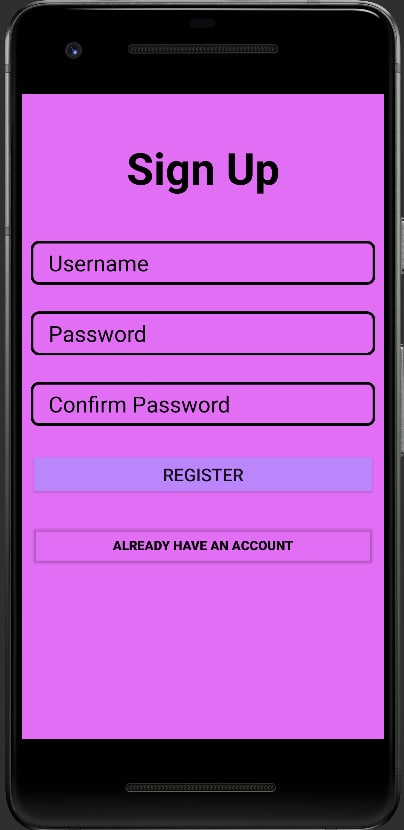 Sign Up
Username
Password
Confirm Password
REGISTER
ALREADY HAVE AN ACCOUNT